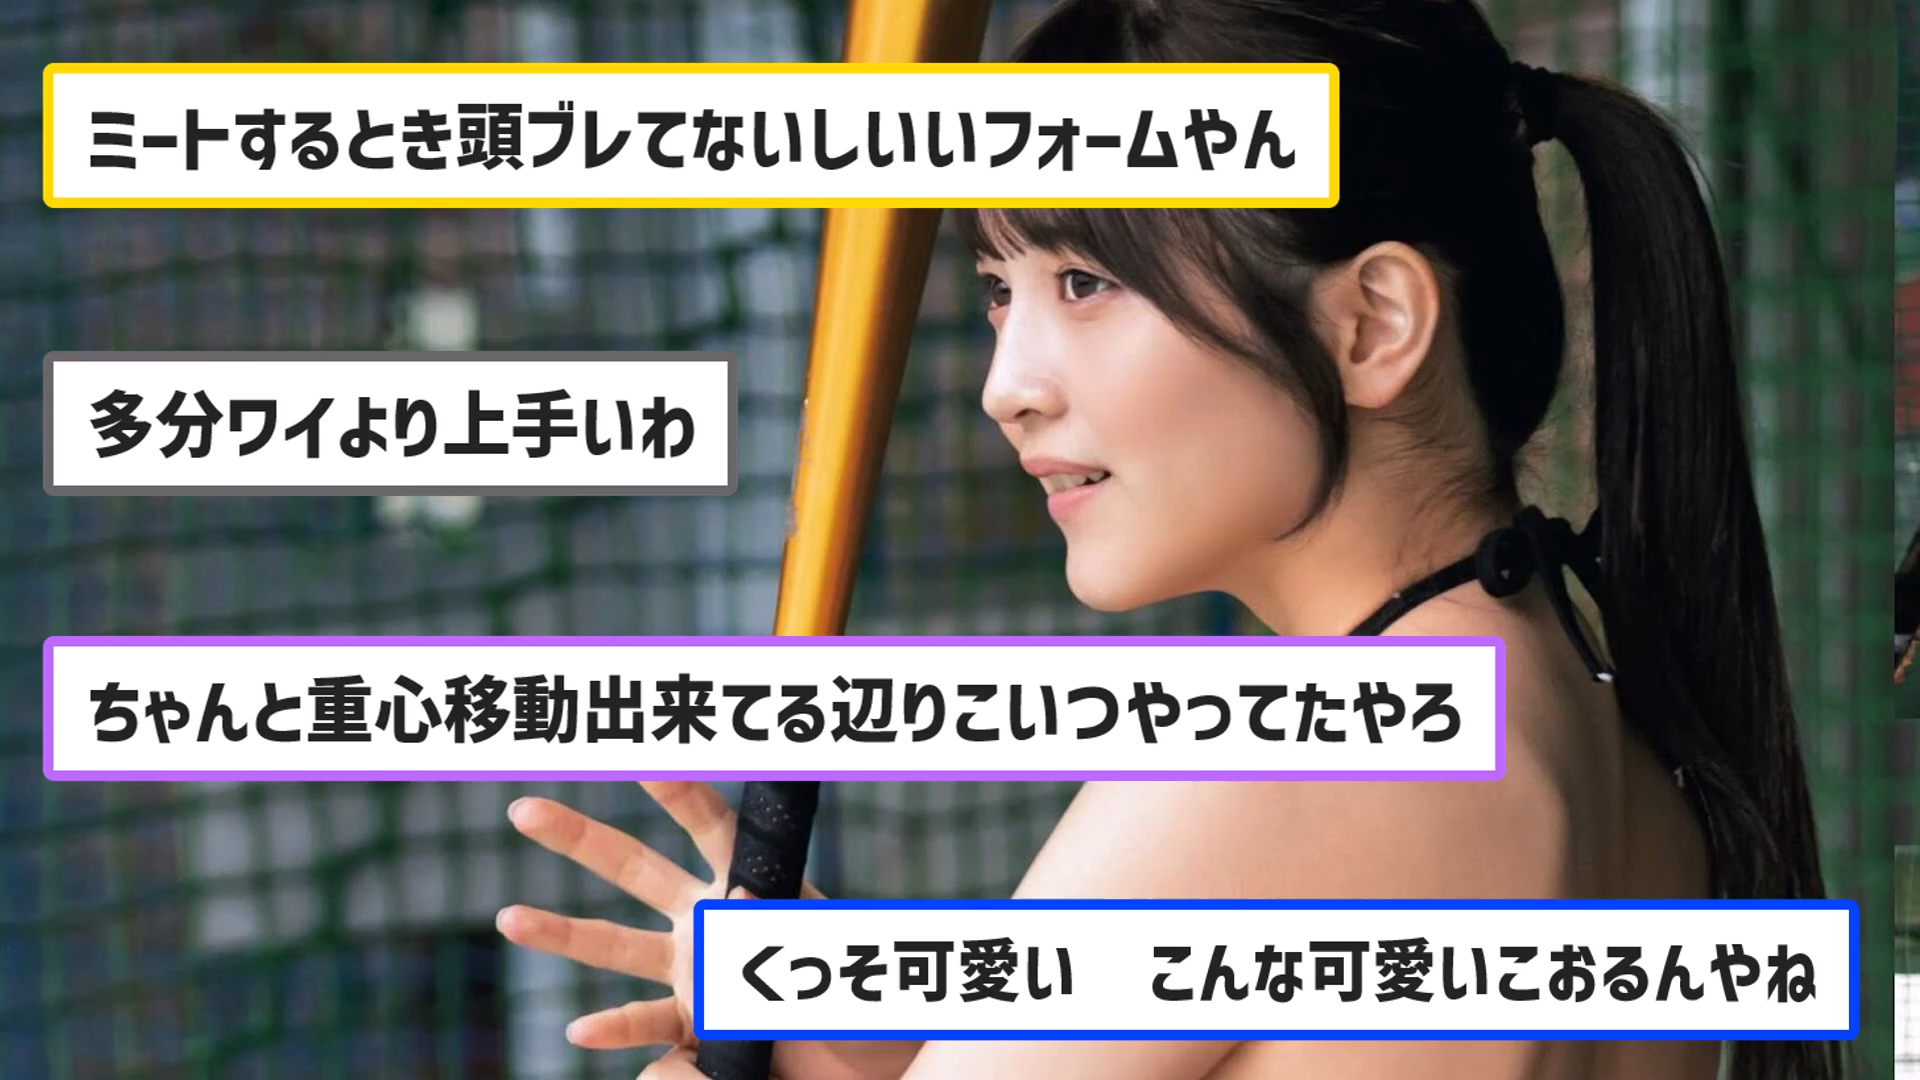 ミートするとき頭ブレてないしいいフォームやん
多分ワイより上手いわ
ちゃんと重心移動出来てる辺りこいつやってたやろ
くっそ可愛い　こんな可愛いこおるんやね